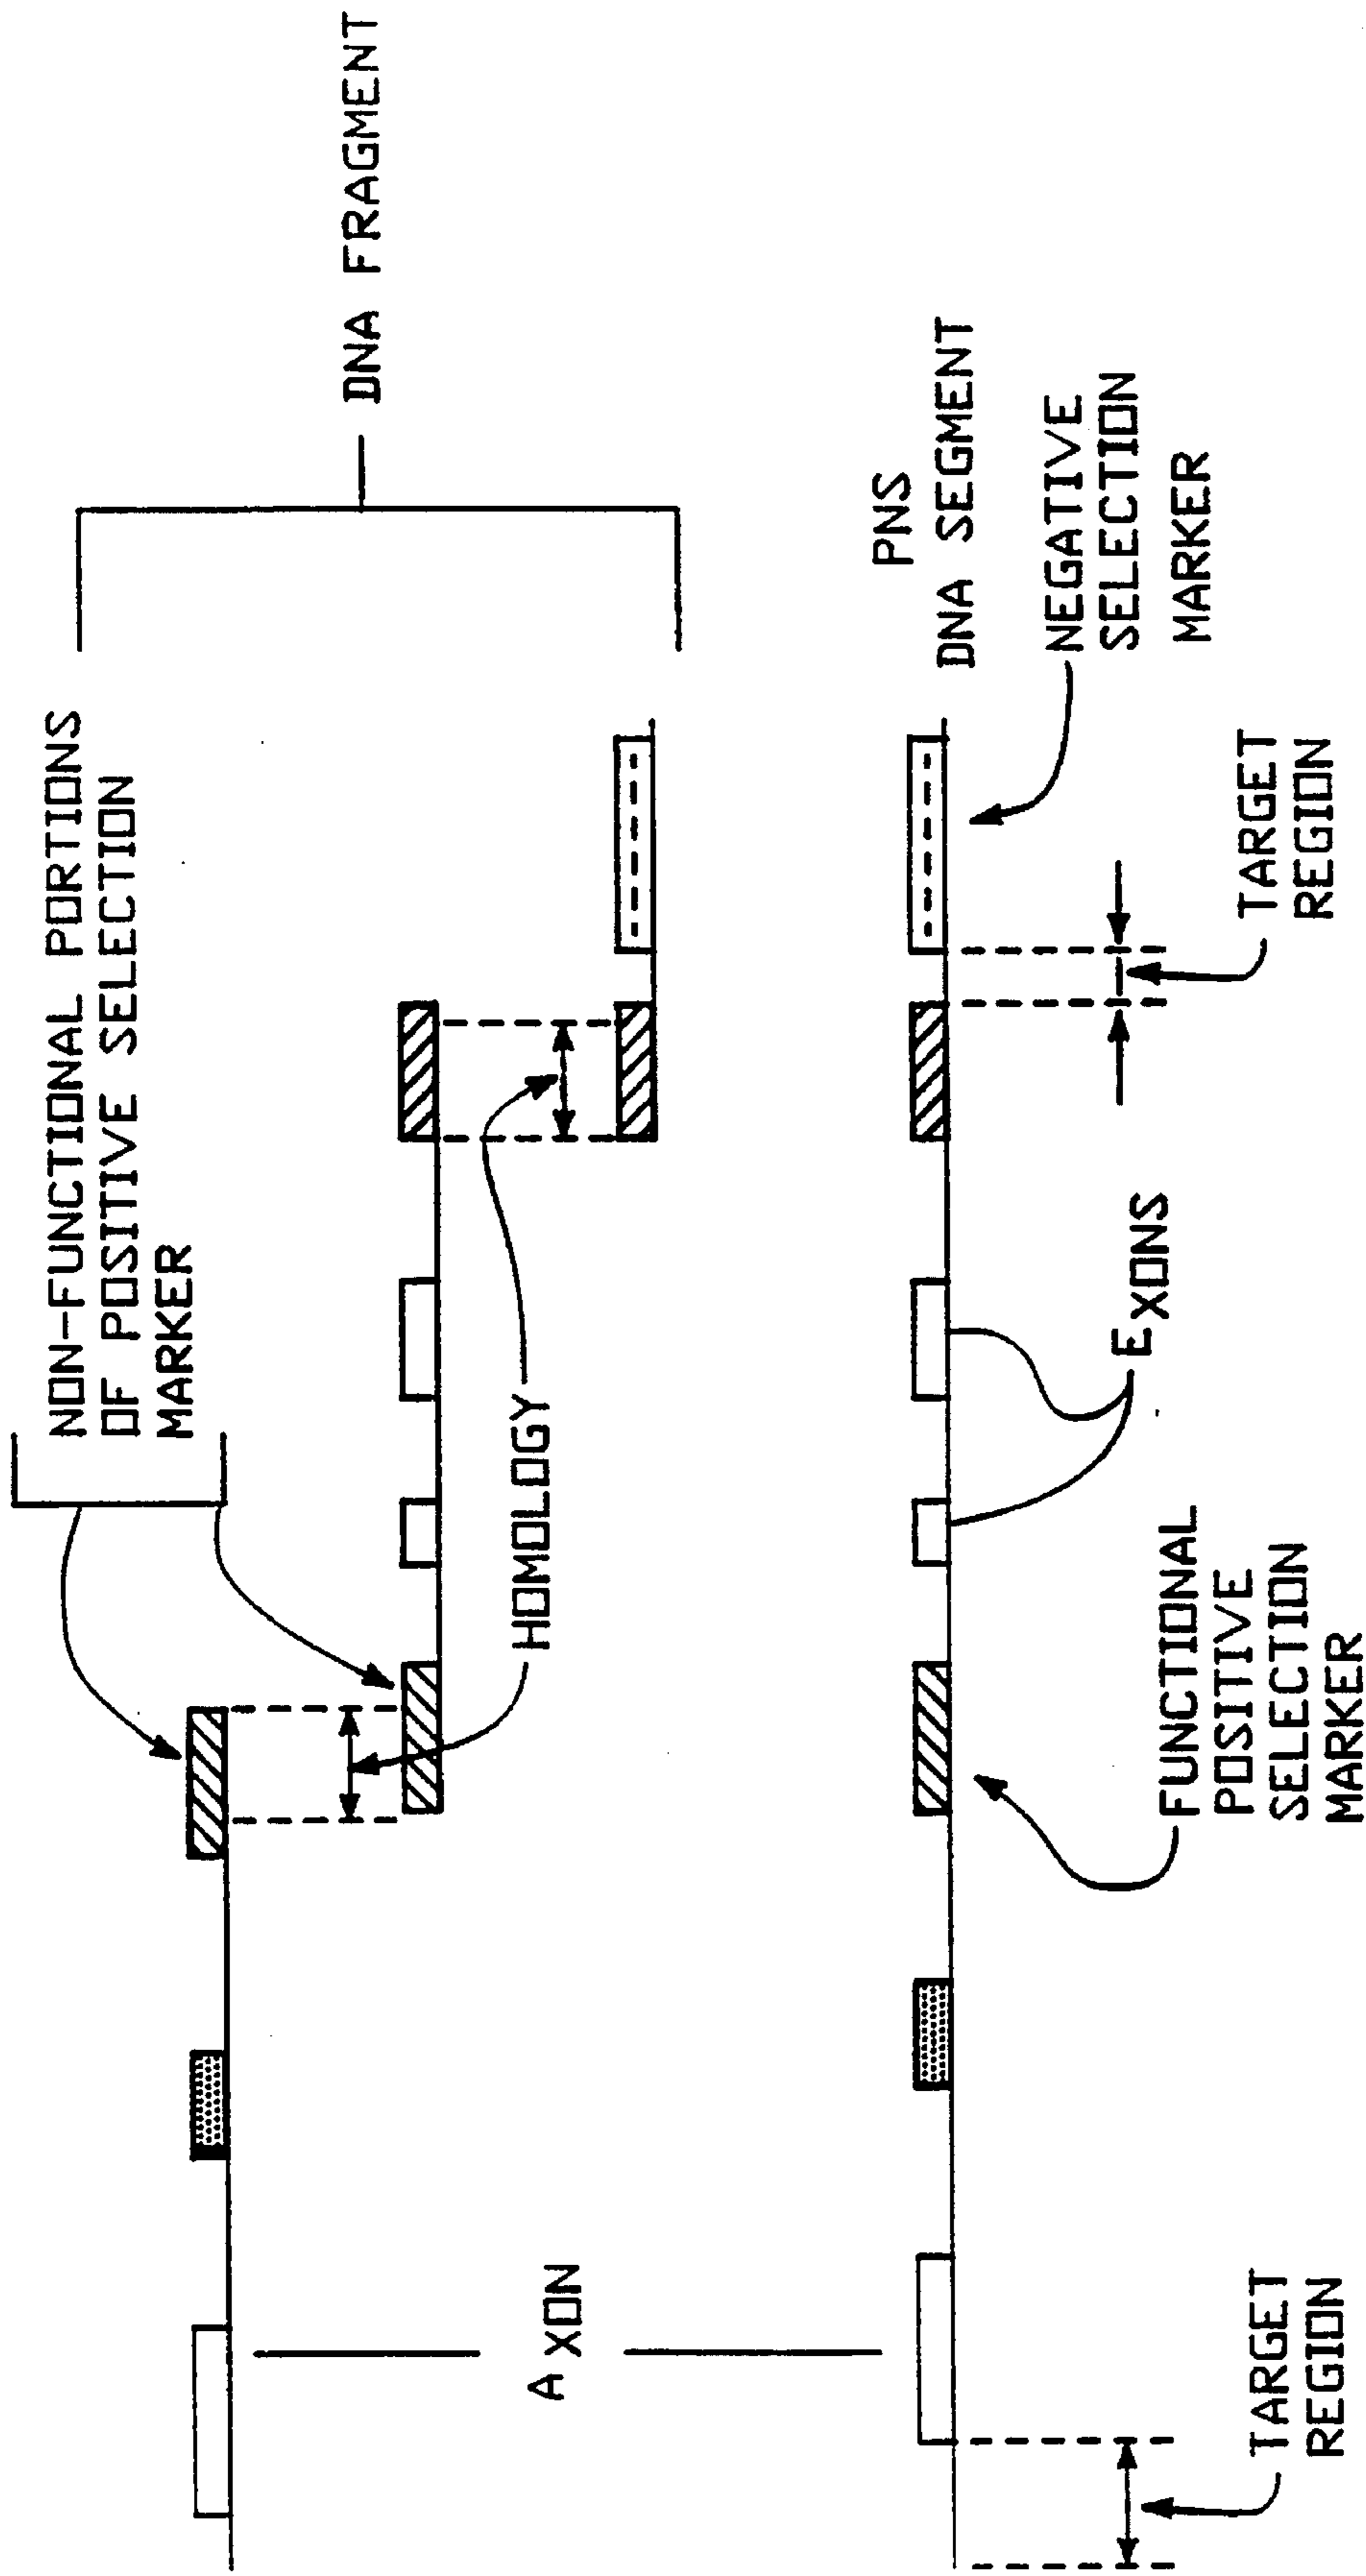 NON-FUNCTIONAL PORTIONS
OF POSITIVE SELECTION
MARKER
DNA FRAGMENT
HOMOLOGY
AXON
PNS
DNA SEGMENT
NEGATIVE
SELECTION
MARKER
EXONS
TARGET
REGION
FUNCTIONAL
POSITIVE
SELECTION
MARKER
TARGET
REGION